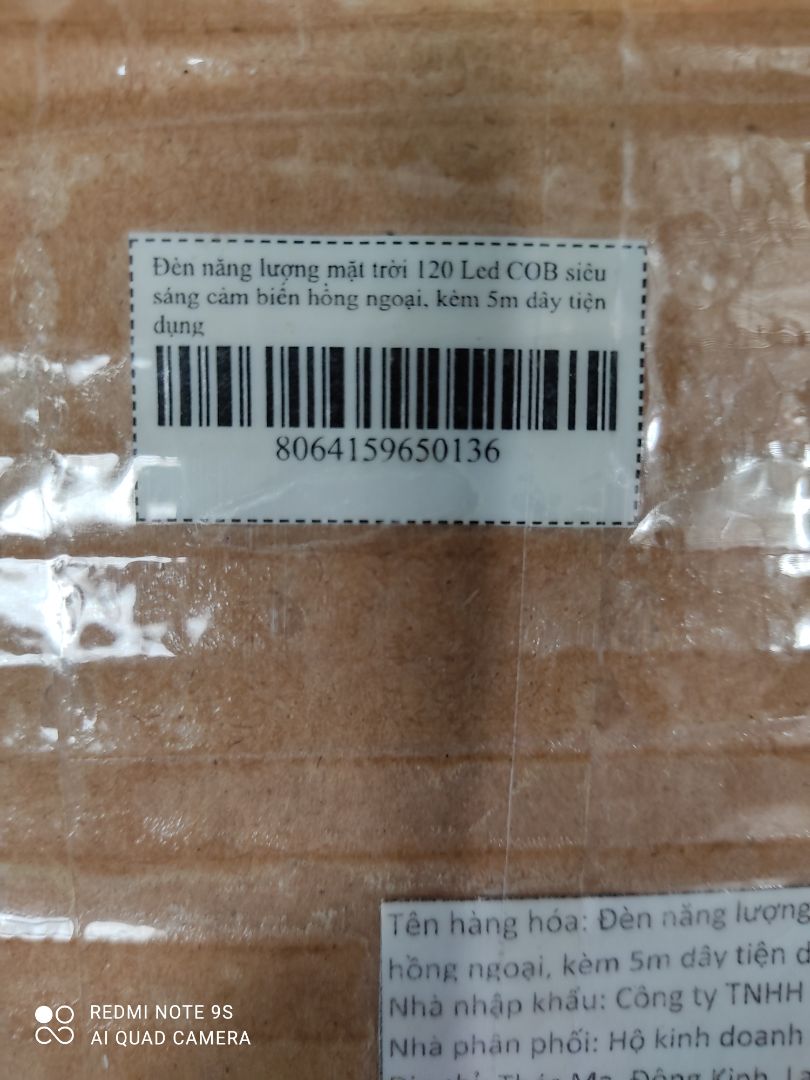 Đèn năng lượng mặt trời 120 Led COB siêu
sáng cảm biến hồng ngoại, kèm 5m dây tiện
dụng
8064159650136
Tên hàng hóa: Đèn năng lượng
hồng ngoại, kèm 5m dây tiện d
Nhà nhập khẩu: Công ty TNHH
Nhà phân phối: Hộ kinh doanh
Đông Kinh,
REDMI NOTE 9S
AI QUAD CAMERA